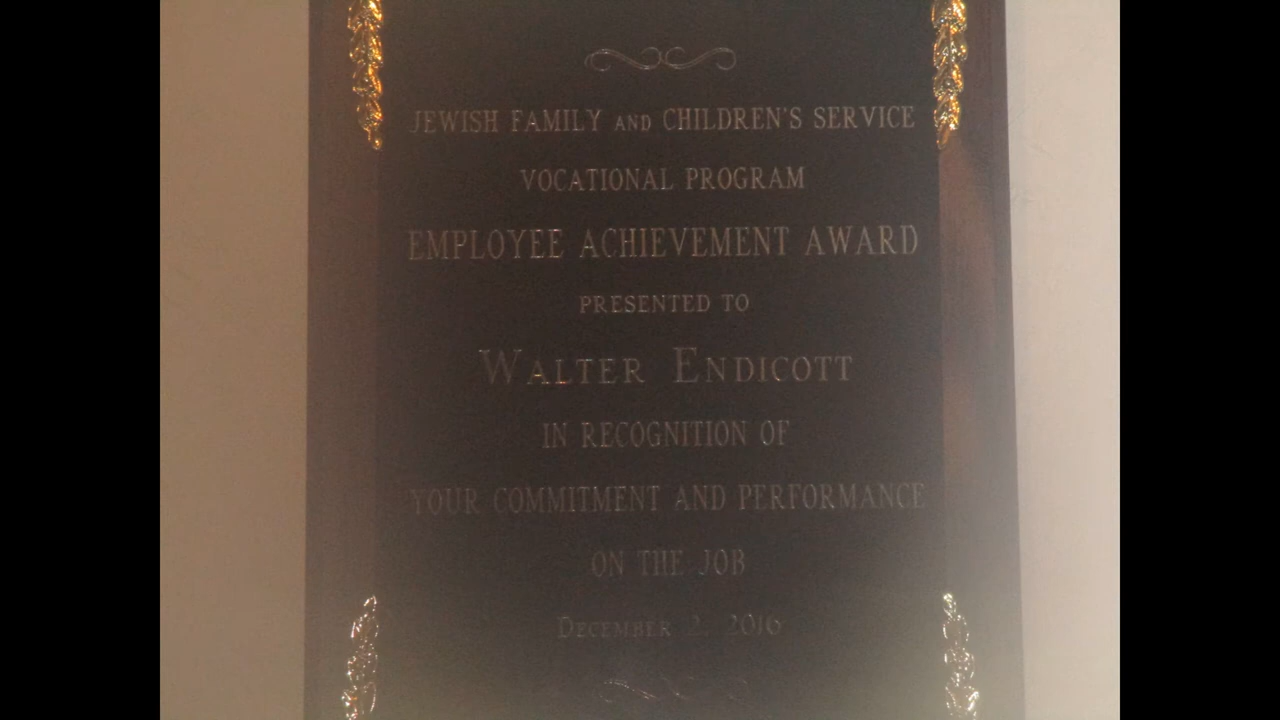 JEWISH FAMILY AND CHILDREN'S SERVICE
VOCATIONAL PROGRAM
EMPLOYEE ACHIEVEMENT AWARD
PRESENTED TO
WALTER ENDICOTT
IN RECOGNITION OF
YOUR COMMITMENT AND PERFORMANCE
ON THE JOB
DECEMBER 2, 2016